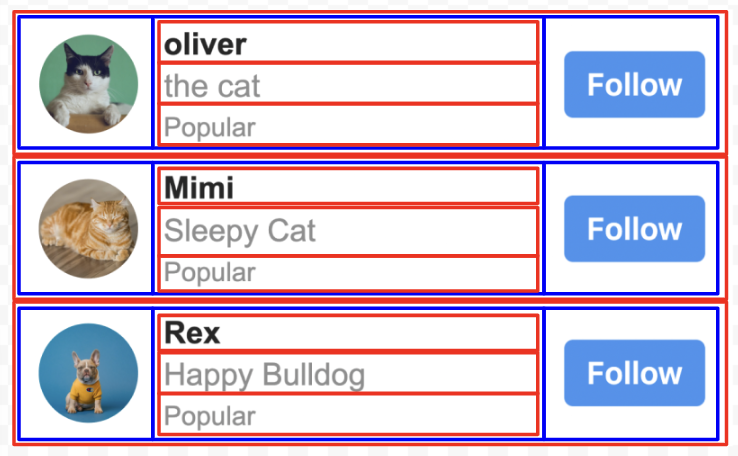 oliver
the cat
Popular
Follow
Mimi
Sleepy Cat
Popular
Follow
Rex
Happy Bulldog
Popular
Follow